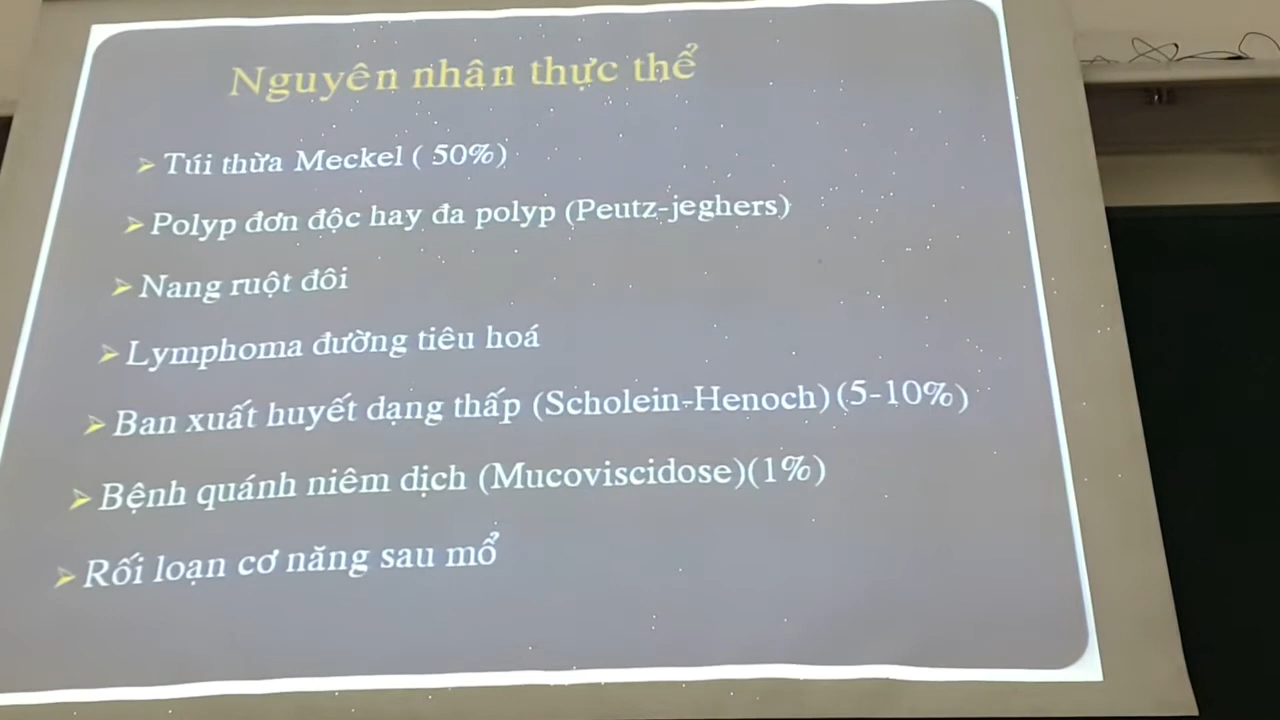 Nguyên nhân thực thể
➢ Túi thừa Meckel ( 50%)
➢ Polyp đơn độc hay đa polyp (Peutz-jeghers)
➢ Nang ruột đôi
➢ Lymphoma đường tiêu hoá
➢ Ban xuất huyết dạng thấp (Scholein-Henoch)(5-10%)
➢ Bệnh quánh niêm dịch (Mucoviscidose)(1%)
➢ Rối loạn cơ năng sau mổ